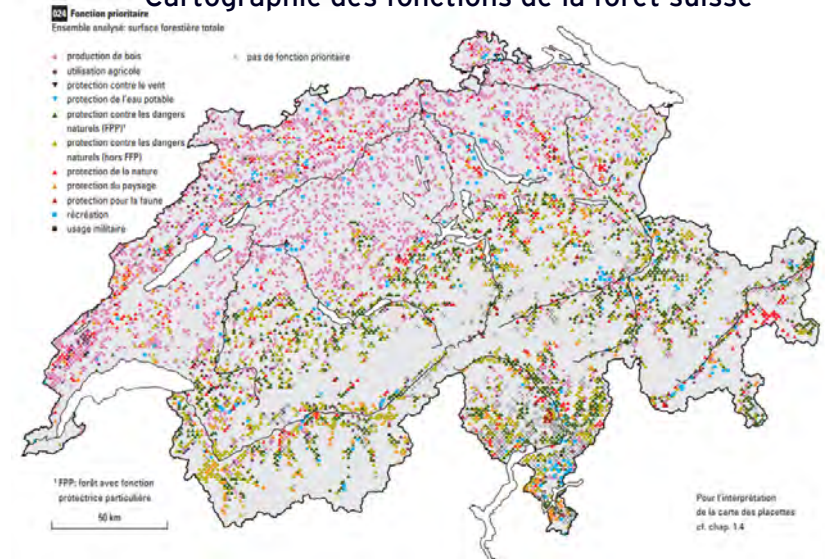 Cartographie des fonctions de la forêt suisse
024 Fonction prioritaire
Ensemble analysé: surface forestière totale
production de bois
utilisation agricole
protection contre le vent
protection de l'eau potable
protection contre les dangers
naturels (FPP)¹
protection contre les dangers
naturels (hors FFP)
protection de la nature
protection du paysage
protection pour la faune
récréation
usage militaire
pas de fonction prioritaire
¹ FPP: forêt avec fonction
protectrice particulière
50 km
Pour l'interprétation
de la carte des placettes
cf. chap. 1.4